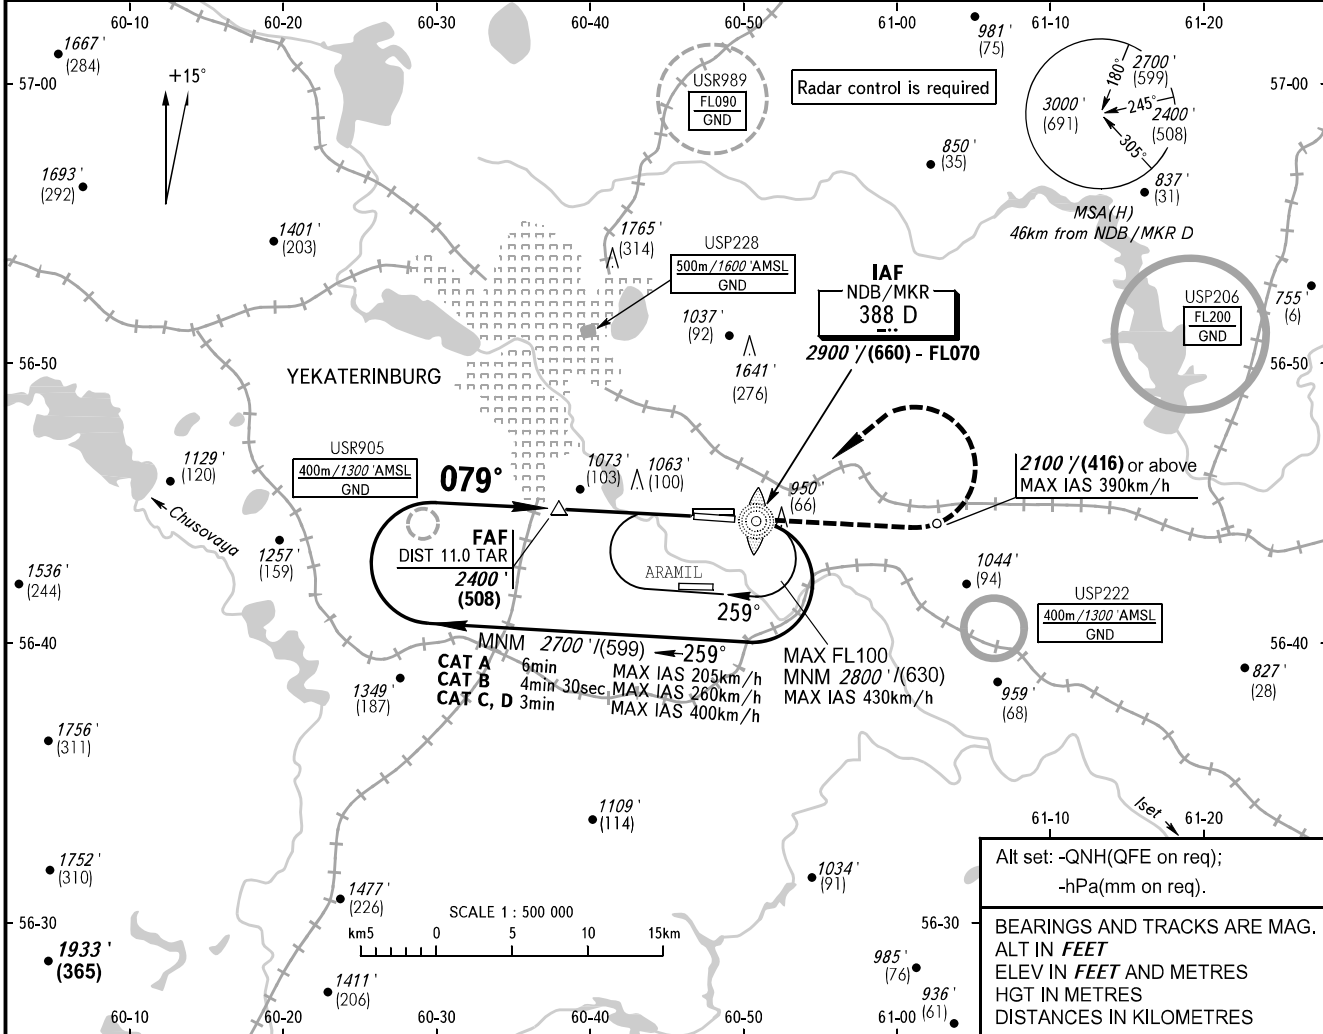 60-10 60-20 60-30 60-40 60-50 61-00 61-10 61-20
1667' (284)
+15°
57-00
1693' (292)
1401' (203)
USR989
FL090
GND
Radar control is required
981' (75)
850' (35)
180°
2700' (599)
3000' (691)
245°
2400' (508)
305°
837' (31)
MSA(H)
46km from NDB/MKR D
57-00
1765' (314)
USP228
500m/1600'AMSL
GND
1037' (92)
1641' (276)
IAF
NDB/MKR
388 D
2900'/(660) - FL070
USP206
FL200
GND
755' (6)
56-50
56-50
YEKATERINBURG
1129' (120)
Chusovaya
USR905
400m/1300'AMSL
GND
079°
1073' (103)
1063' (100)
950' (66)
2100'/(416) or above
MAX IAS 390km/h
1257' (159)
1536' (244)
FAF
DIST 11.0 TAR
2400'
(508)
ARAMIL
259°
1044' (94)
USP222
400m/1300'AMSL
GND
56-40
56-40
MNM 2700'/(599) 259°
CAT A 6min MAX IAS 205km/h
CAT B 4min 30sec MAX IAS 260km/h
CAT C, D 3min MAX IAS 400km/h
MAX FL100
MNM 2800'/(630)
MAX IAS 430km/h
1349' (187)
959' (68)
827' (28)
1756' (311)
1109' (114)
Iset
61-10 61-20
1752' (310)
1477' (226)
1034' (91)
56-30
56-30
1933'
(365)
SCALE 1 : 500 000
km5 0 5 10 15km
1411' (206)
985' (76)
936' (61)
60-10 60-20 60-30 60-40 60-50 61-00
Alt set: -QNH(QFE on req);
-hPa(mm on req).
BEARINGS AND TRACKS ARE MAG.
ALT IN FEET
ELEV IN FEET AND METRES
HGT IN METRES
DISTANCES IN KILOMETRES